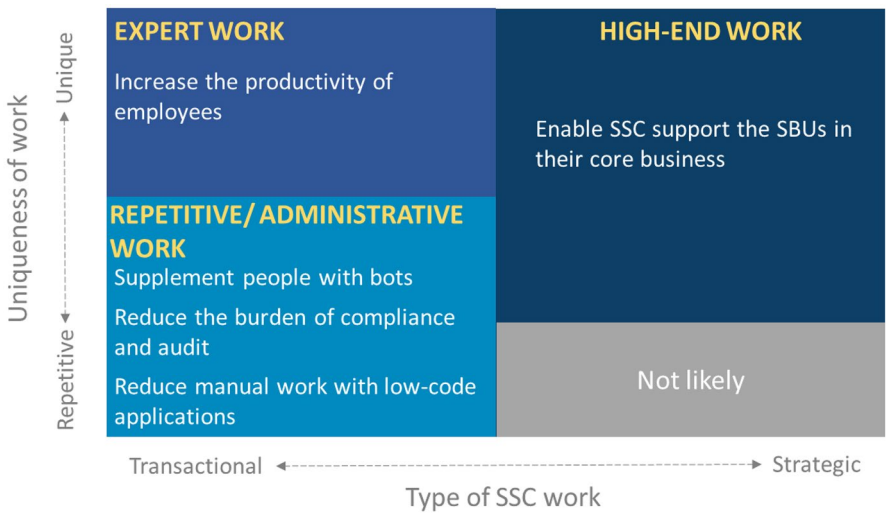 EXPERT WORK
Increase the productivity of
employees
HIGH-END WORK
Enable SSC support the SBUs in
their core business
REPETITIVE/ ADMINISTRATIVE
WORK
Supplement people with bots
Reduce the burden of compliance
and audit
Reduce manual work with low-code
applications
Not likely
Uniqueness of work
Unique
Repetitive
Transactional
Strategic
Type of SSC work